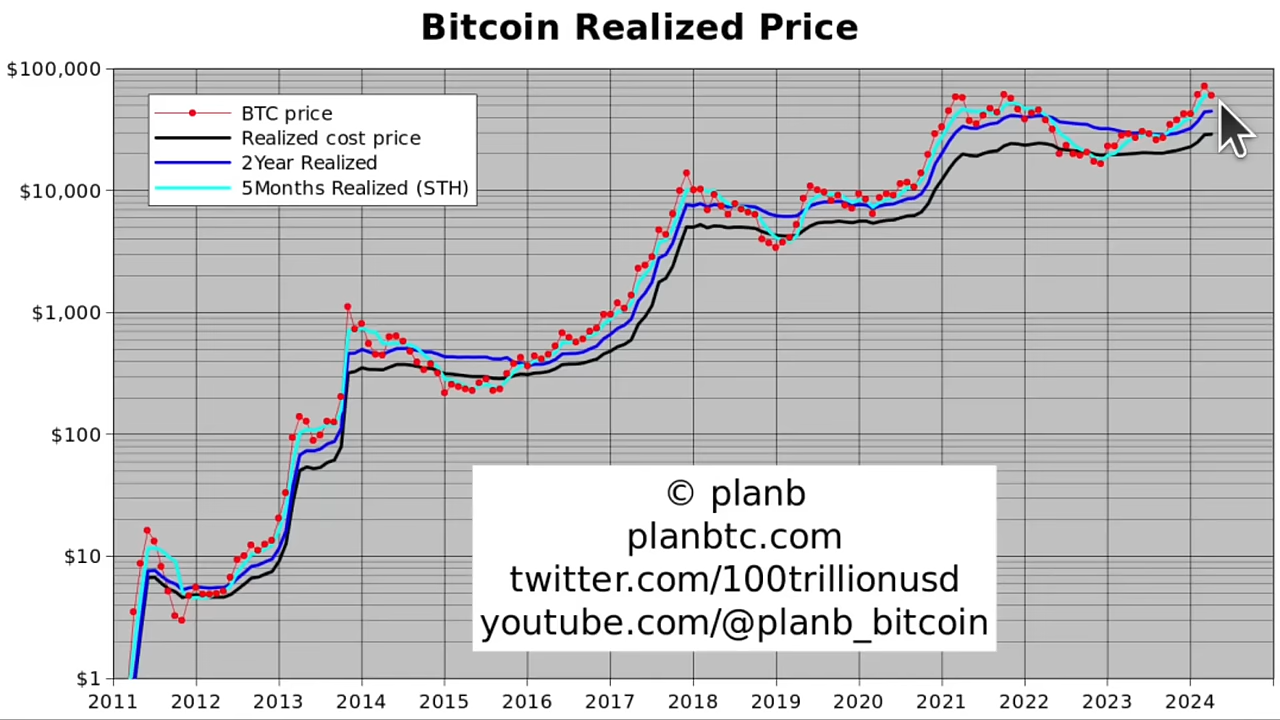 Bitcoin Realized Price
$100,000
$10,000
$1,000
$100
$10
$1
BTC price
Realized cost price
2Year Realized
5Months Realized (STH)
© planb
planbtc.com
twitter.com/100trillionusd
youtube.com/@planb_bitcoin
2011 2012 2013 2014 2015 2016 2017 2018 2019 2020 2021 2022 2023 2024